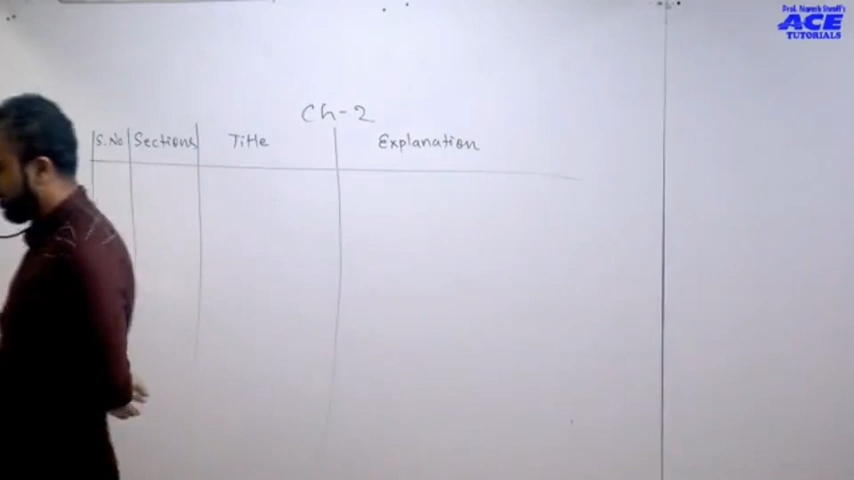 Prof. Naresh Shroff's
ACE
TUTORIALS
Ch-2
S.No Sections Title Explanation